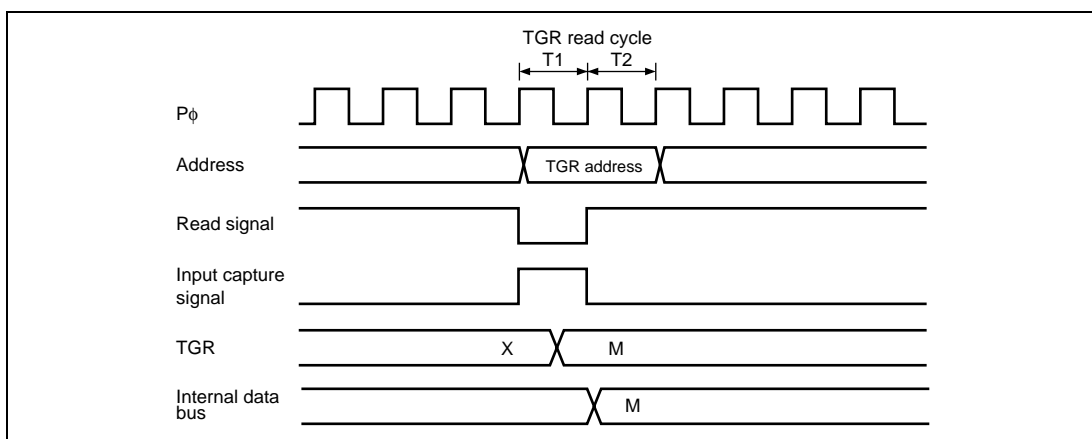 TGR read cycle
T1 T2
Pφ
Address
TGR address
Read signal
Input capture
signal
TGR
X M
Internal data
bus
M